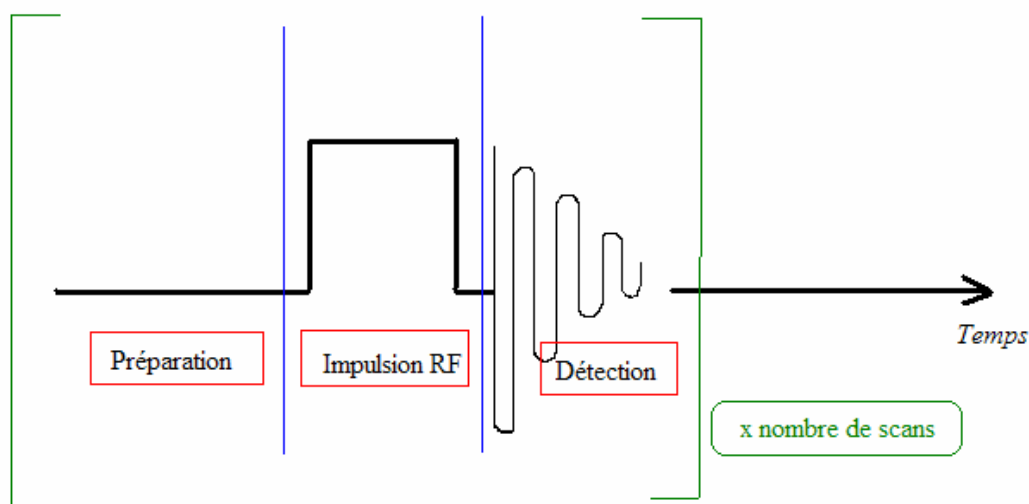 Préparation
Impulsion RF
Détection
Temps
x nombre de scans